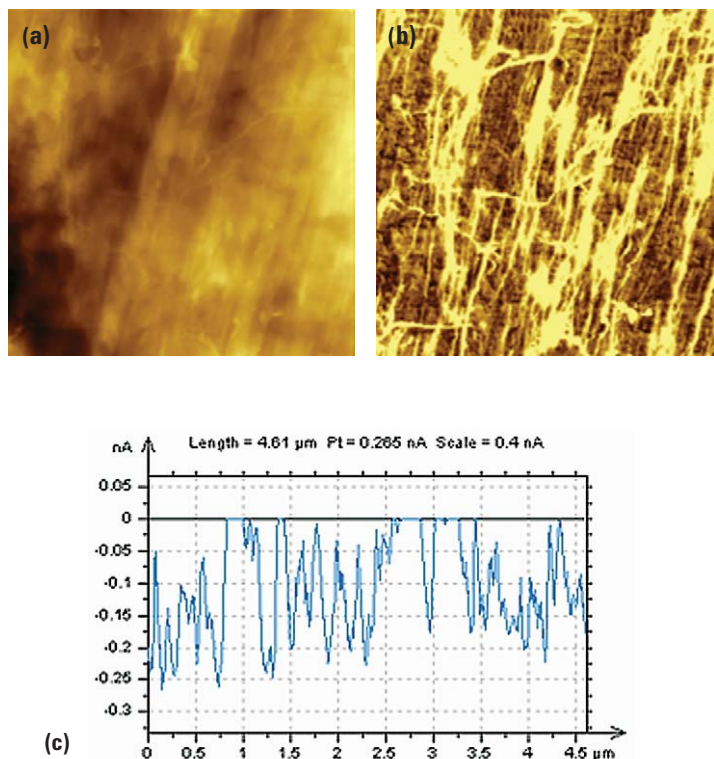 (a)
(b)
nA
Length = 4.61 µm Pt = 0.265 nA Scale = 0.4 nA
0.05
0
-0.05
-0.1
-0.15
-0.2
-0.25
-0.3
0 0.5 1 1.5 2 2.5 3 3.5 4 4.5 µm
(c)